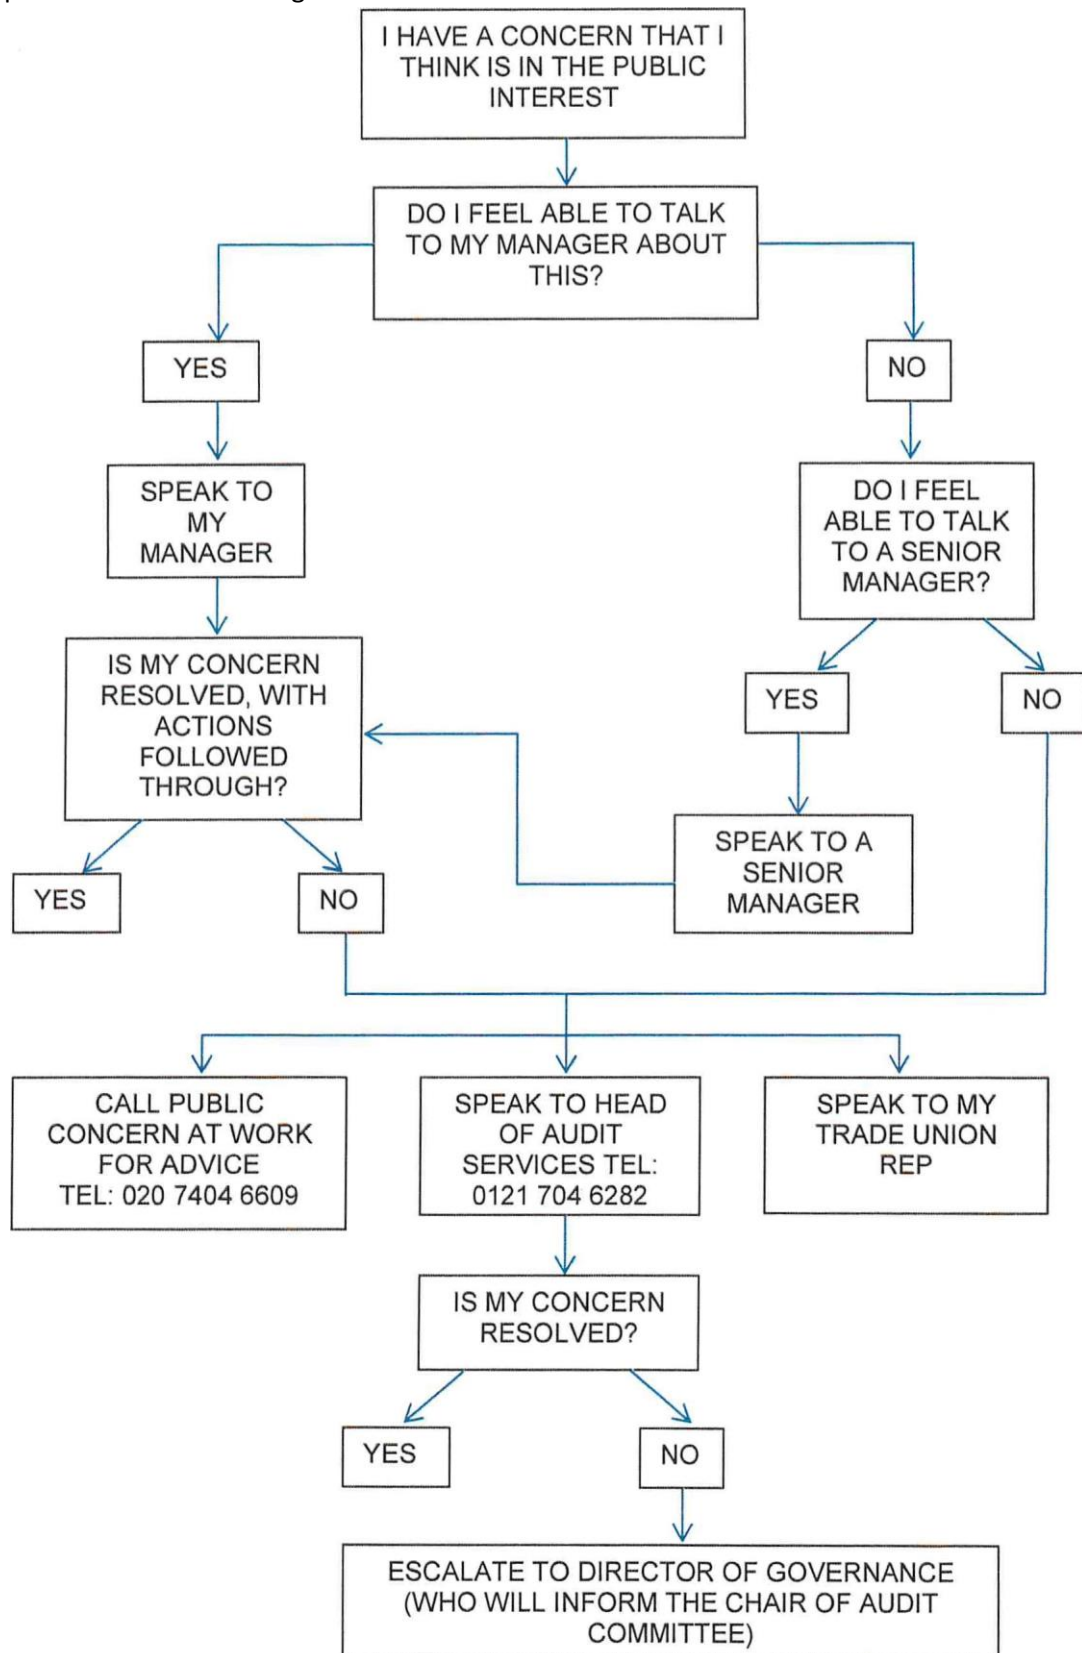 I HAVE A CONCERN THAT I
THINK IS IN THE PUBLIC
INTEREST
DO I FEEL ABLE TO TALK
TO MY MANAGER ABOUT
THIS?
YES
NO
SPEAK TO
MY
MANAGER
DO I FEEL
ABLE TO TALK
TO A SENIOR
MANAGER?
IS MY CONCERN
RESOLVED, WITH
ACTIONS
FOLLOWED
THROUGH?
YES
NO
SPEAK TO A
SENIOR
MANAGER
YES
NO
CALL PUBLIC
CONCERN AT WORK
FOR ADVICE
TEL: 020 7404 6609
SPEAK TO HEAD
OF AUDIT
SERVICES TEL:
0121 704 6282
SPEAK TO MY
TRADE UNION
REP
IS MY CONCERN
RESOLVED?
YES
NO
ESCALATE TO DIRECTOR OF GOVERNANCE
(WHO WILL INFORM THE CHAIR OF AUDIT
COMMITTEE)